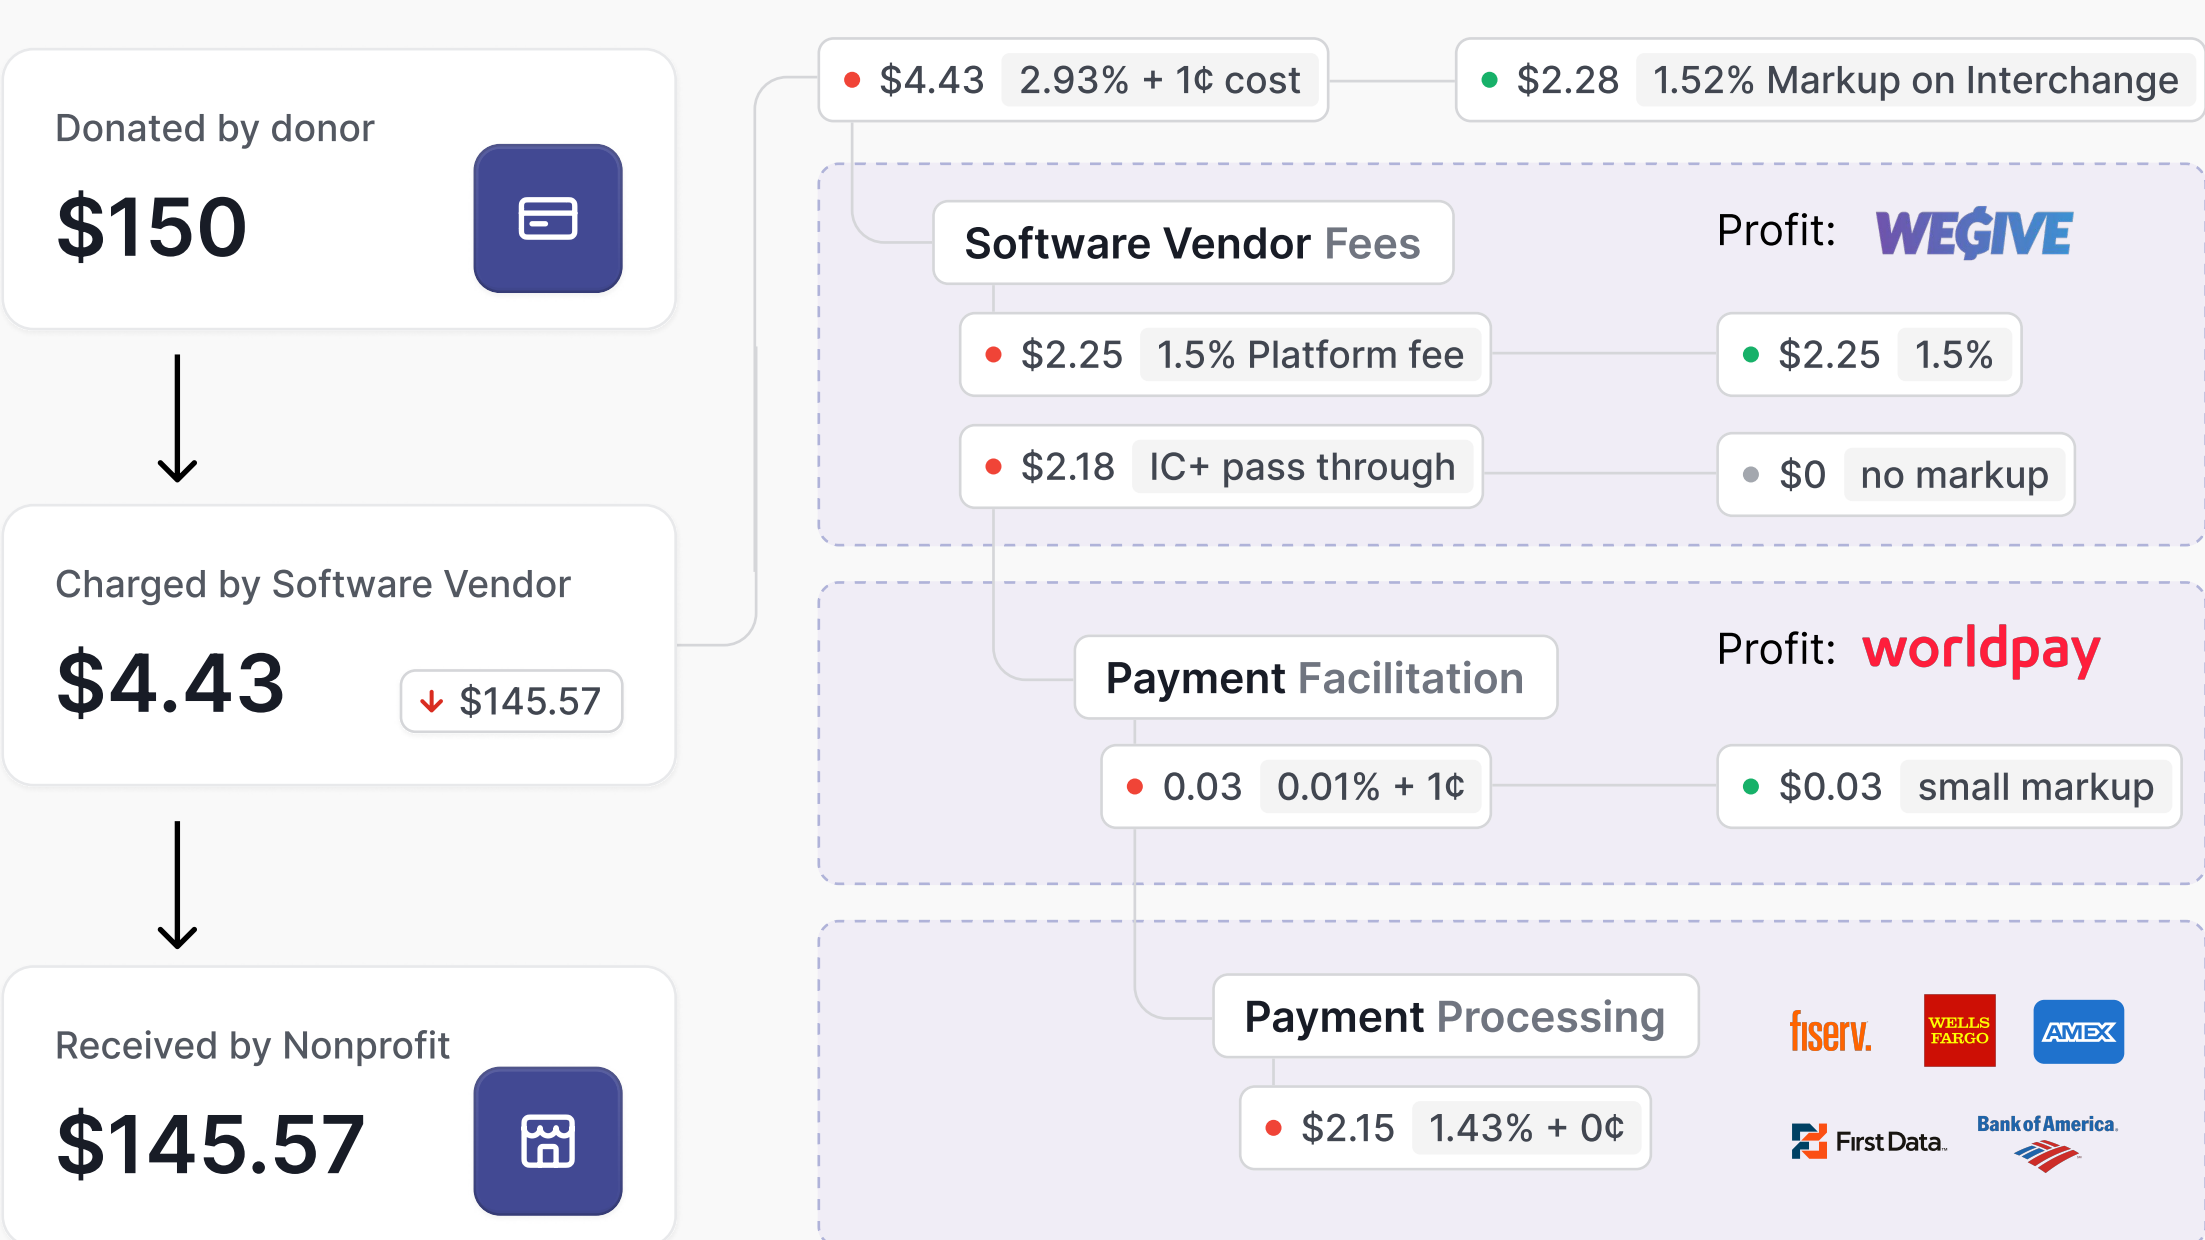 Donated by donor
$150
Charged by Software Vendor
$4.43
$145.57
Received by Nonprofit
$145.57
$4.43 2.93% + 1¢ cost
$2.28 1.52% Markup on Interchange
Software Vendor Fees
Profit: WEGIVE
$2.25 1.5% Platform fee
$2.25 1.5%
$2.18 IC+ pass through
$0 no markup
Payment Facilitation
Profit: worldpay
0.03 0.01% + 1¢
$0.03 small markup
Payment Processing
fiserv.
WELLS
FARGO
AMEX
$2.15 1.43% + 0¢
First Data™
Bank of America.